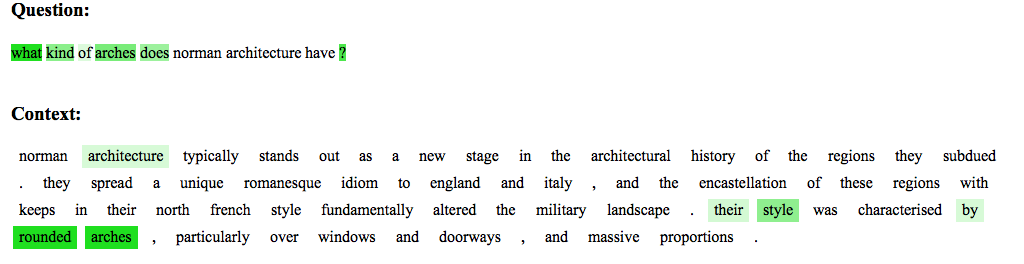 Question:
what kind of arches does norman architecture have ?
Context:
norman architecture typically stands out as a new stage in the architectural history of the regions they subdued
. they spread a unique romanesque idiom to england and italy , and the encastellation of these regions with
keeps in their north french style fundamentally altered the military landscape . their style was characterised by
rounded arches , particularly over windows and doorways , and massive proportions .